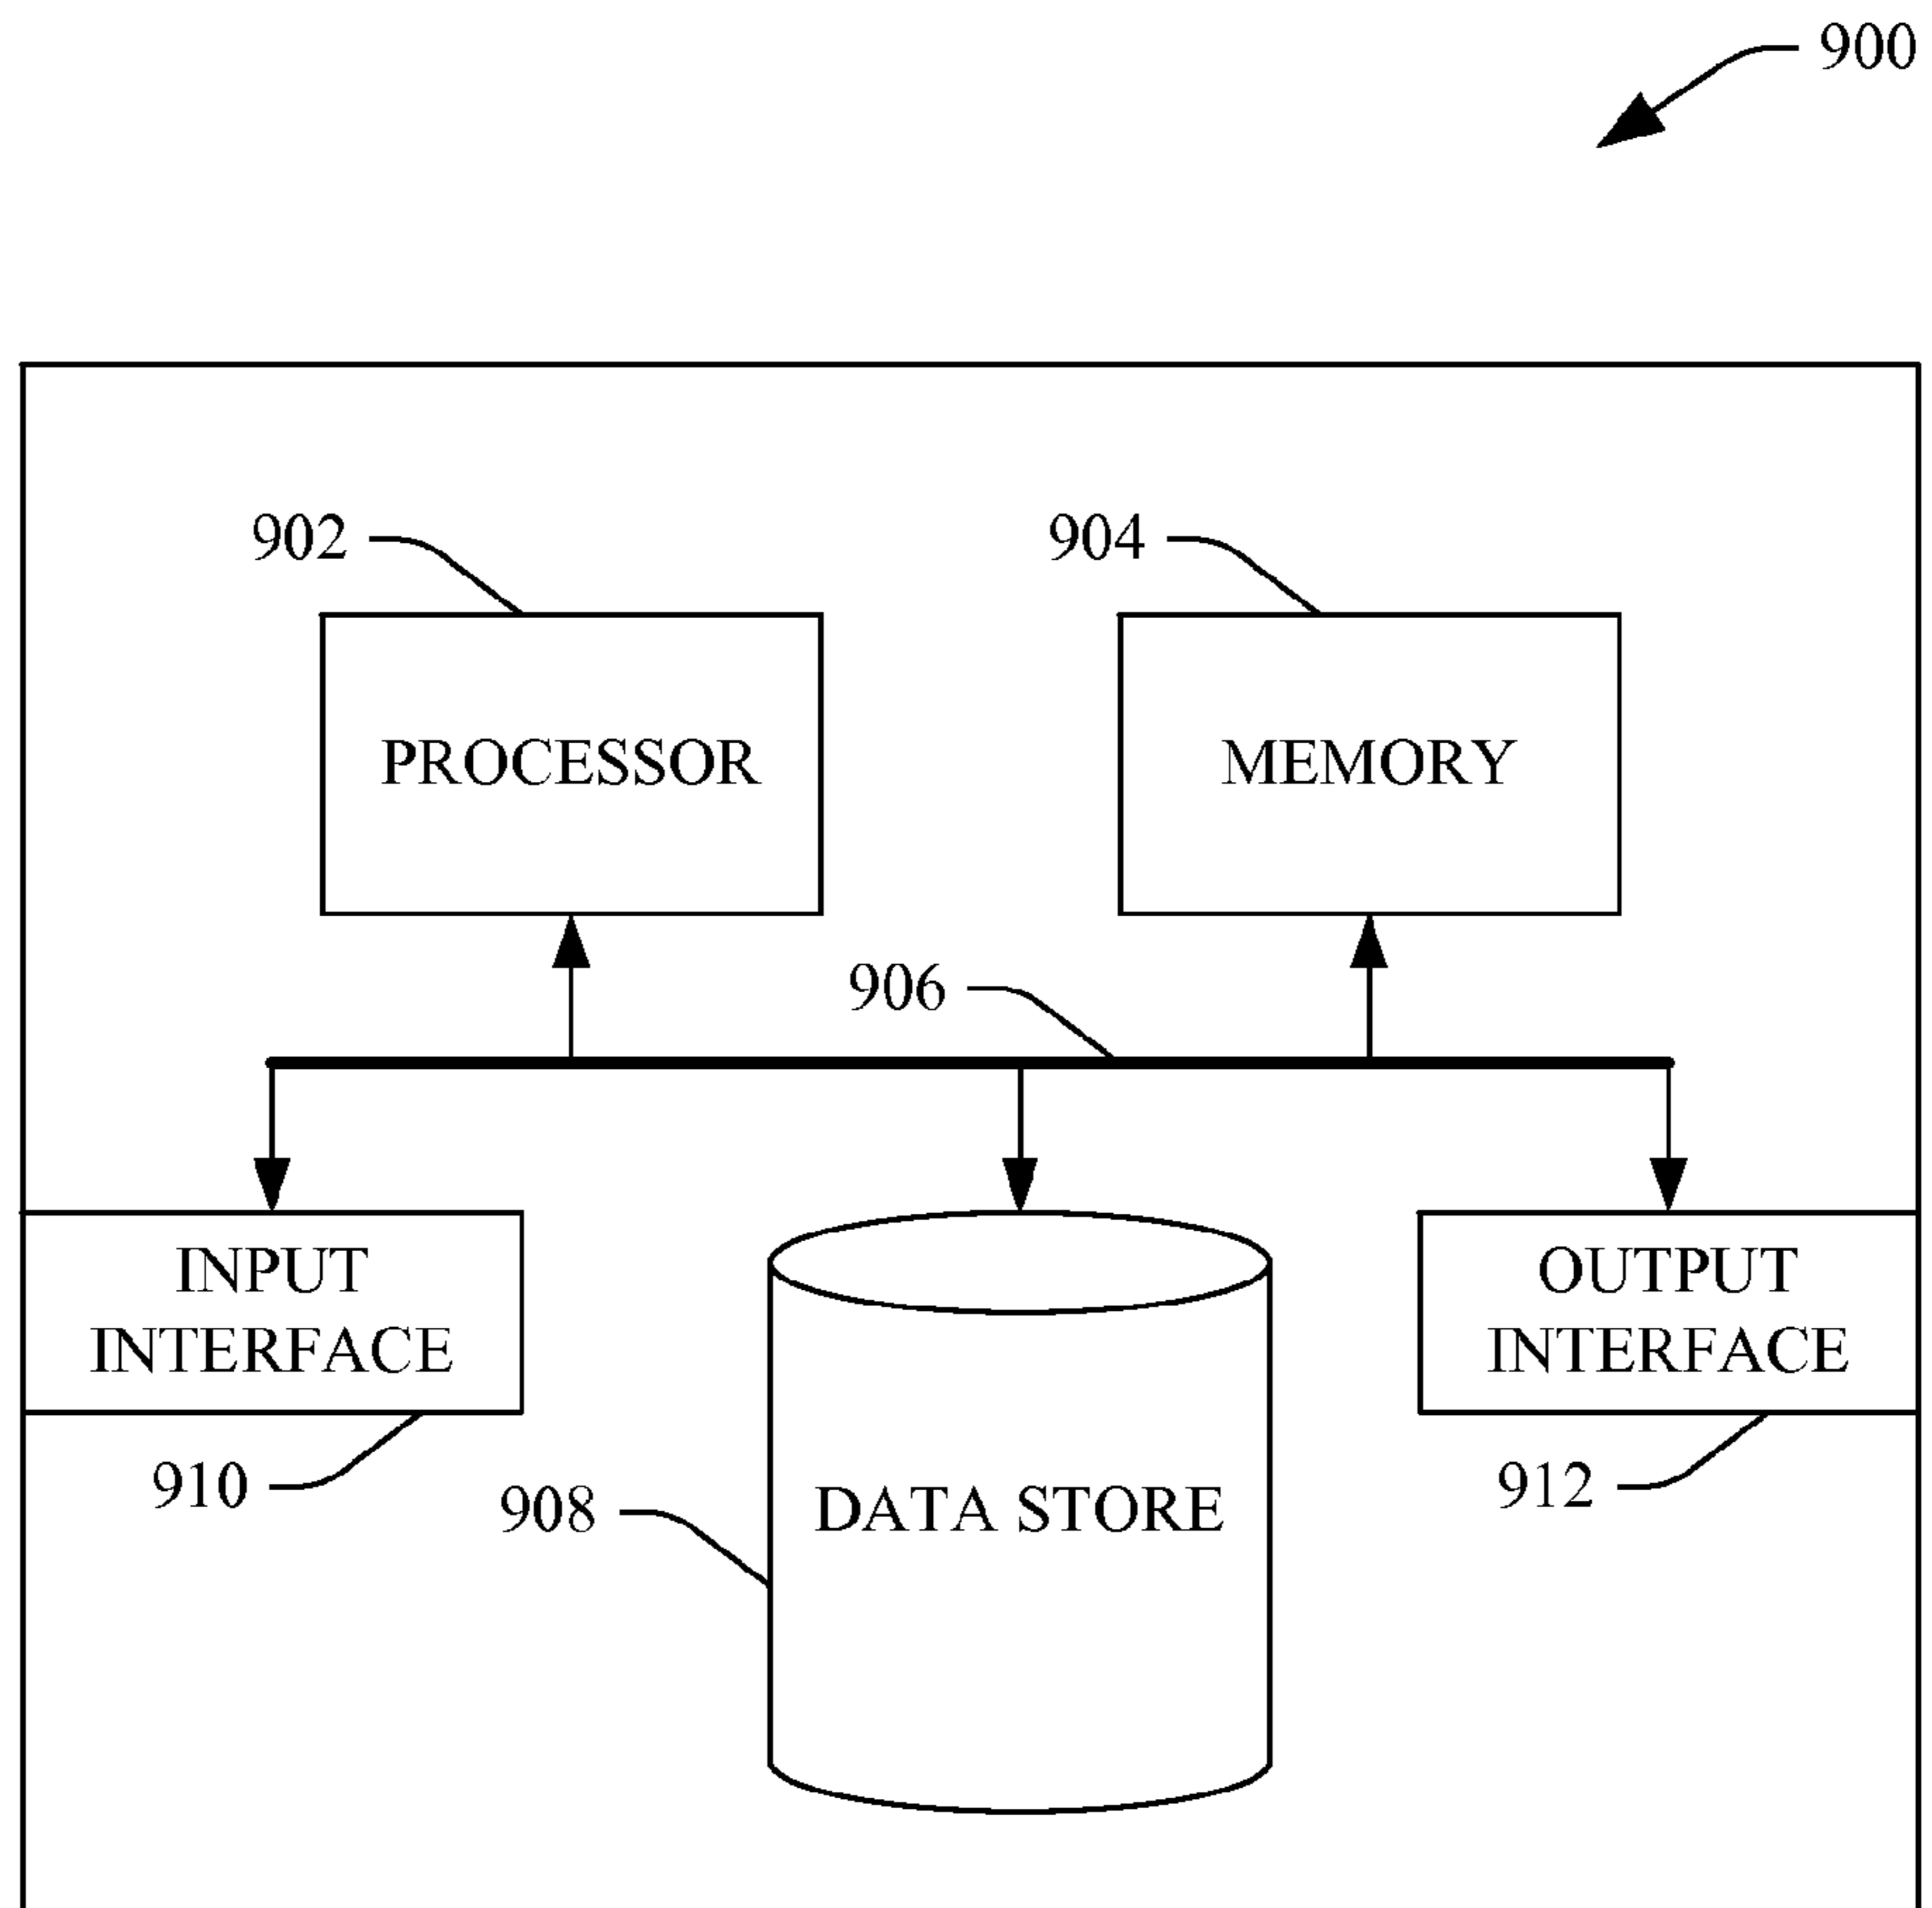 900
902
904
PROCESSOR
MEMORY
906
INPUT
INTERFACE
OUTPUT
INTERFACE
910
908
DATA STORE
912